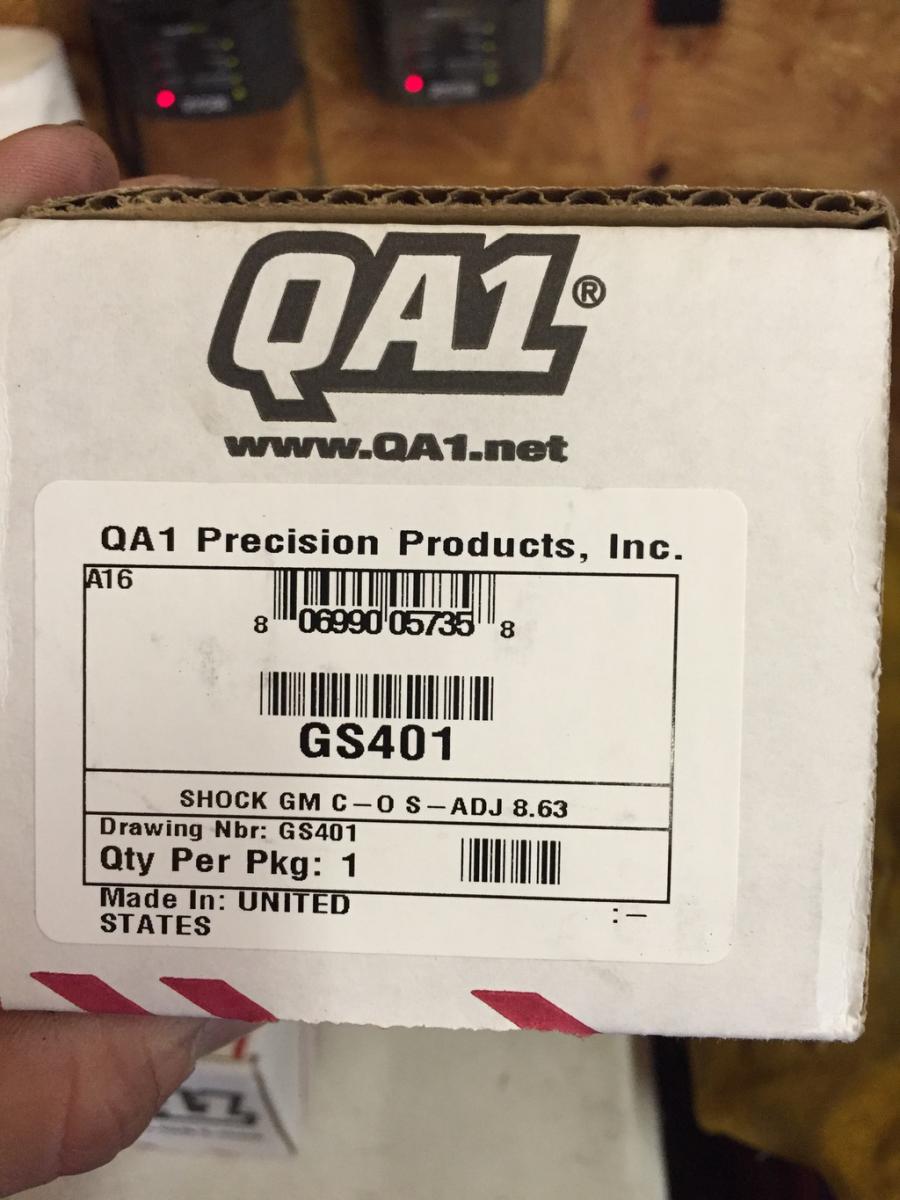 QA1®
www.QA1.net
QA1 Precision Products, Inc.
A16
8 06990 05735 8
GS401
SHOCK GM C-O S-ADJ 8.63
Drawing Nbr: GS401
Qty Per Pkg: 1
Made In: UNITED
STATES
:-